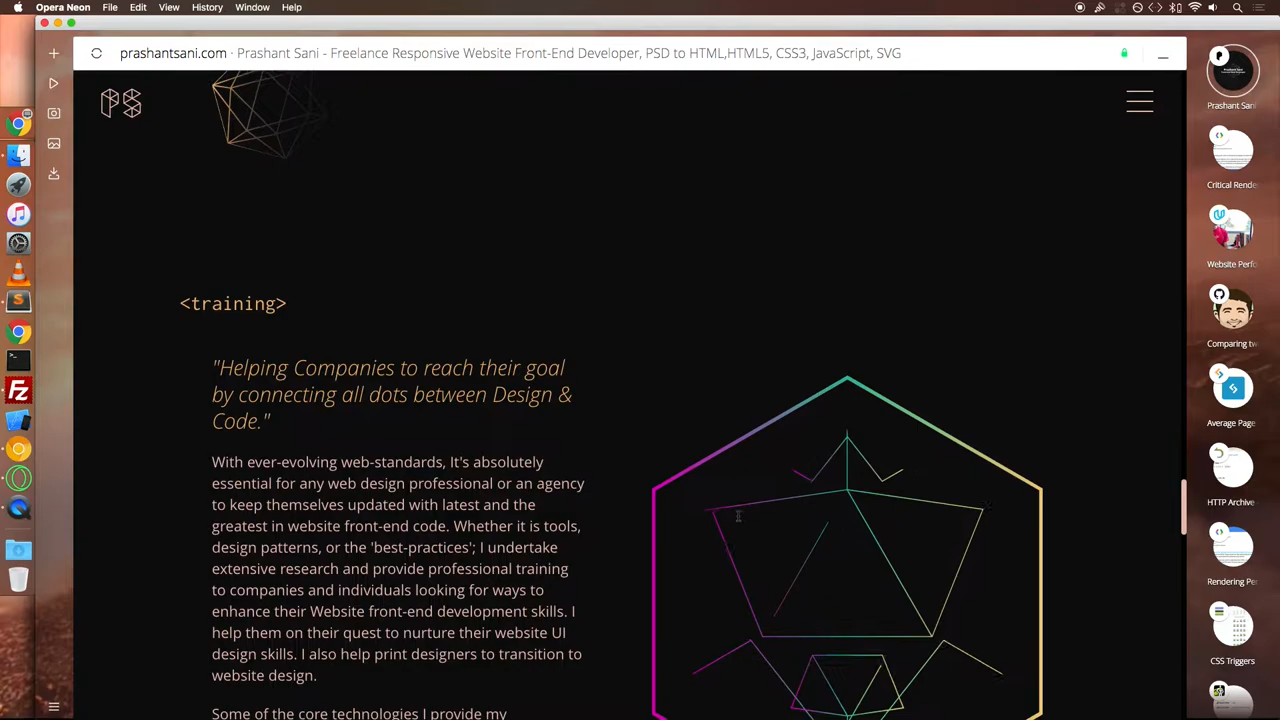 Opera Neon File Edit View History Window Help
prashantsani.com · Prashant Sani - Freelance Responsive Website Front-End Developer, PSD to HTML,HTML5, CSS3, JavaScript, SVG
PS
<training>
"Helping Companies to reach their goal
by connecting all dots between Design &
Code."
With ever-evolving web-standards, It's absolutely
essential for any web design professional or an agency
to keep themselves updated with latest and the
greatest in website front-end code. Whether it is tools,
design patterns, or the 'best-practices'; I undertake
extensive research and provide professional training
to companies and individuals looking for ways to
enhance their Website front-end development skills. I
help them on their quest to nurture their website UI
design skills. I also help print designers to transition to
website design.
Some of the core technologies I provide my
Prashant Sani
Critical Rende
Website Perfo
Comparing tw
Average Page
HTTP Archive
Rendering Per
CSS Triggers